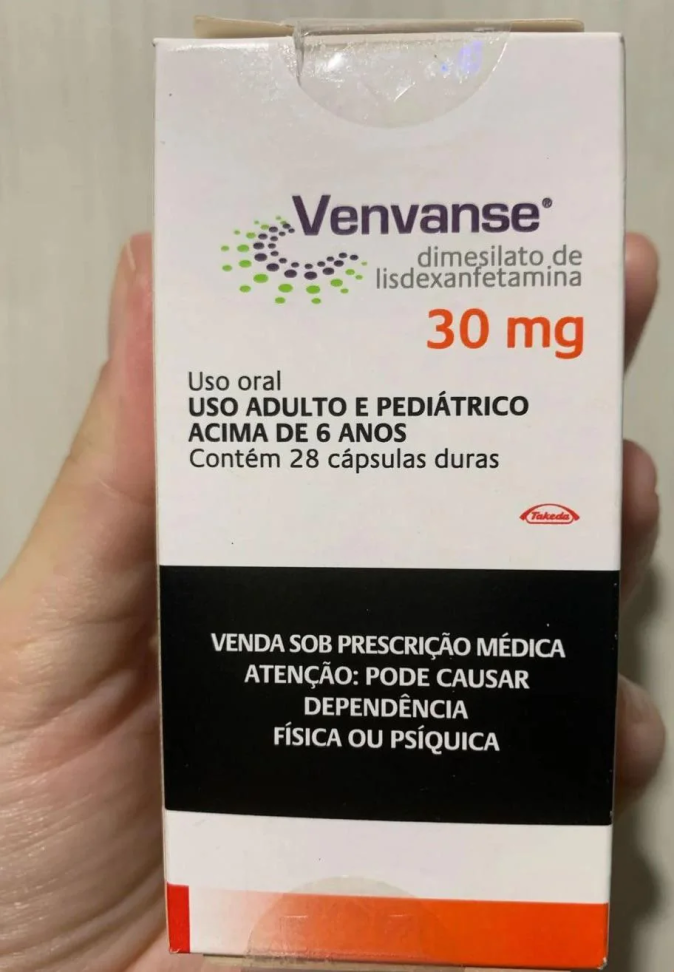 Venvanse®
dimesilato de
lisdexanfetamina
30 mg
Uso oral
USO ADULTO E PEDIÁTRICO
ACIMA DE 6 ANOS
Contém 28 cápsulas duras
Takeda
VENDA SOB PRESCRIÇÃO MÉDICA
ATENÇÃO: PODE CAUSAR
DEPENDÊNCIA
FÍSICA OU PSÍQUICA